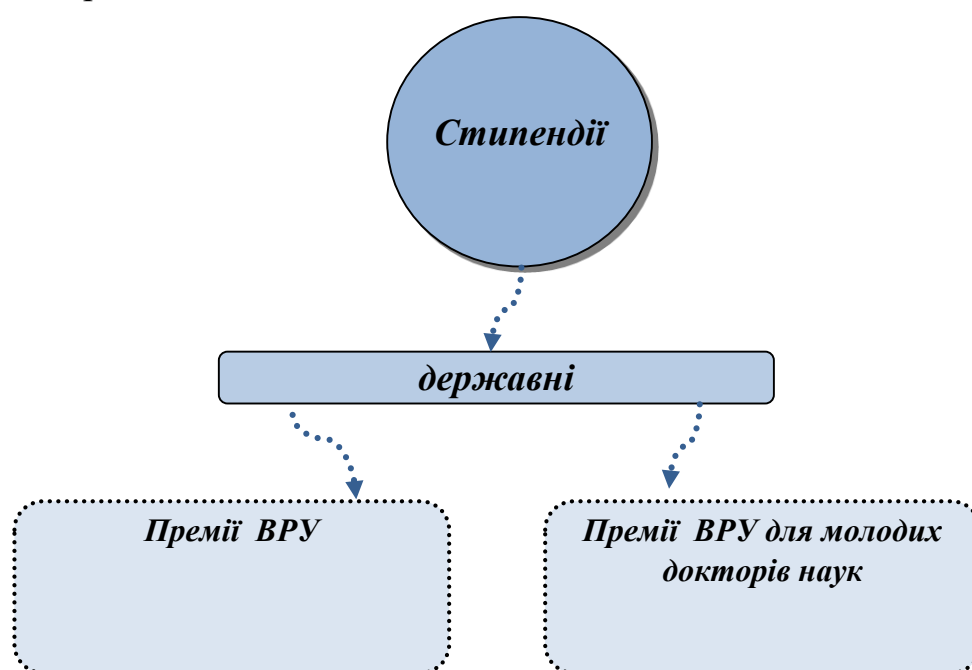 Стипендії
державні
Премії ВРУ
Премії ВРУ для молодих
докторів наук